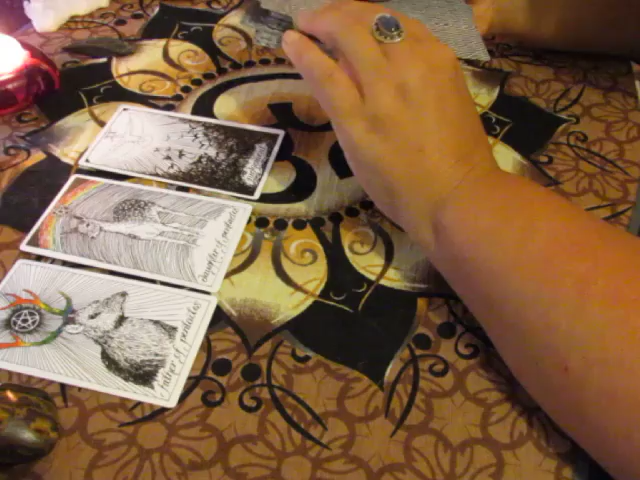 daughter of pentacles
father of pentacles